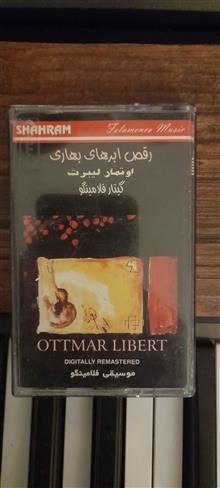 SHAHRAM Felamenco Music
رقص ابرهای بهاری
اوتمار لیبرت
گیتار فلامینگو
OTTMAR LIBERT
DIGITALLY REMASTERED
موسیقی فلامینگو